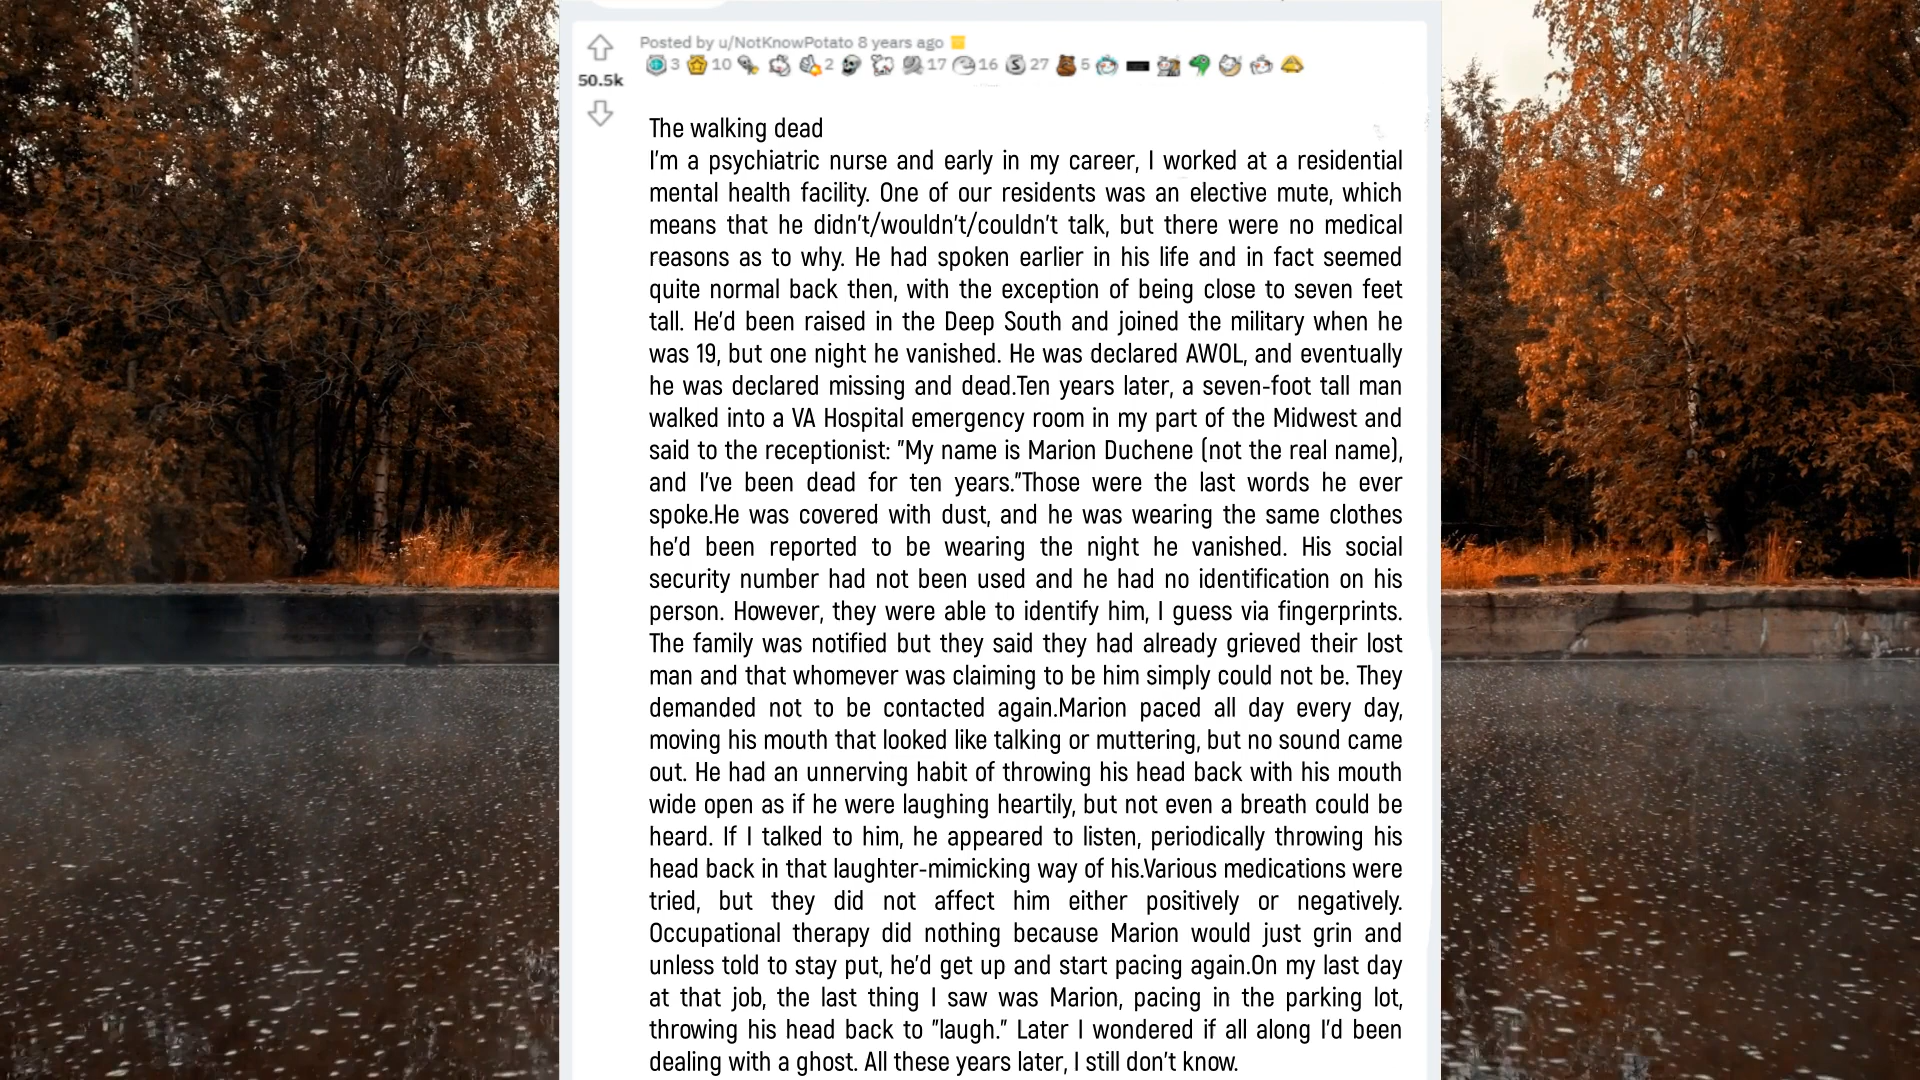 Posted by u/NotKnowPotato 8 years ago
3 10 2 17 16 S 27 5
50.5k
The walking dead
I'm a psychiatric nurse and early in my career, I worked at a residential
mental health facility. One of our residents was an elective mute, which
means that he didn't/wouldn't/couldn't talk, but there were no medical
reasons as to why. He had spoken earlier in his life and in fact seemed
quite normal back then, with the exception of being close to seven feet
tall. He'd been raised in the Deep South and joined the military when he
was 19, but one night he vanished. He was declared AWOL, and eventually
he was declared missing and dead.Ten years later, a seven-foot tall man
walked into a VA Hospital emergency room in my part of the Midwest and
said to the receptionist: "My name is Marion Duchene (not the real name),
and I've been dead for ten years."Those were the last words he ever
spoke.He was covered with dust, and he was wearing the same clothes
he'd been reported to be wearing the night he vanished. His social
security number had not been used and he had no identification on his
person. However, they were able to identify him, I guess via fingerprints.
The family was notified but they said they had already grieved their lost
man and that whomever was claiming to be him simply could not be. They
demanded not to be contacted again.Marion paced all day every day,
moving his mouth that looked like talking or muttering, but no sound came
out. He had an unnerving habit of throwing his head back with his mouth
wide open as if he were laughing heartily, but not even a breath could be
heard. If I talked to him, he appeared to listen, periodically throwing his
head back in that laughter-mimicking way of his.Various medications were
tried, but they did not affect him either positively or negatively.
Occupational therapy did nothing because Marion would just grin and
unless told to stay put, he'd get up and start pacing again.On my last day
at that job, the last thing I saw was Marion, pacing in the parking lot,
throwing his head back to "laugh." Later I wondered if all along I'd been
dealing with a ghost. All these years later, I still don't know.